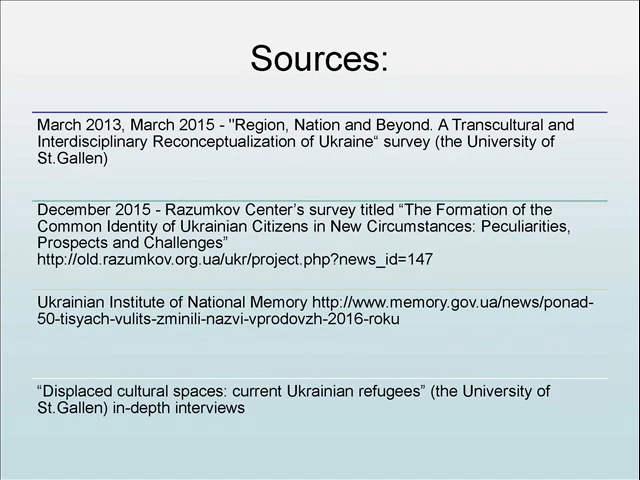 Sources:
March 2013, March 2015 - "Region, Nation and Beyond. A Transcultural and
Interdisciplinary Reconceptualization of Ukraine“ survey (the University of
St.Gallen)
December 2015 - Razumkov Center’s survey titled “The Formation of the
Common Identity of Ukrainian Citizens in New Circumstances: Peculiarities,
Prospects and Challenges”
http://old.razumkov.org.ua/ukr/project.php?news_id=147
Ukrainian Institute of National Memory http://www.memory.gov.ua/news/ponad-
50-tisyach-vulits-zminili-nazvi-vprodovzh-2016-roku
“Displaced cultural spaces: current Ukrainian refugees” (the University of
St.Gallen) in-depth interviews